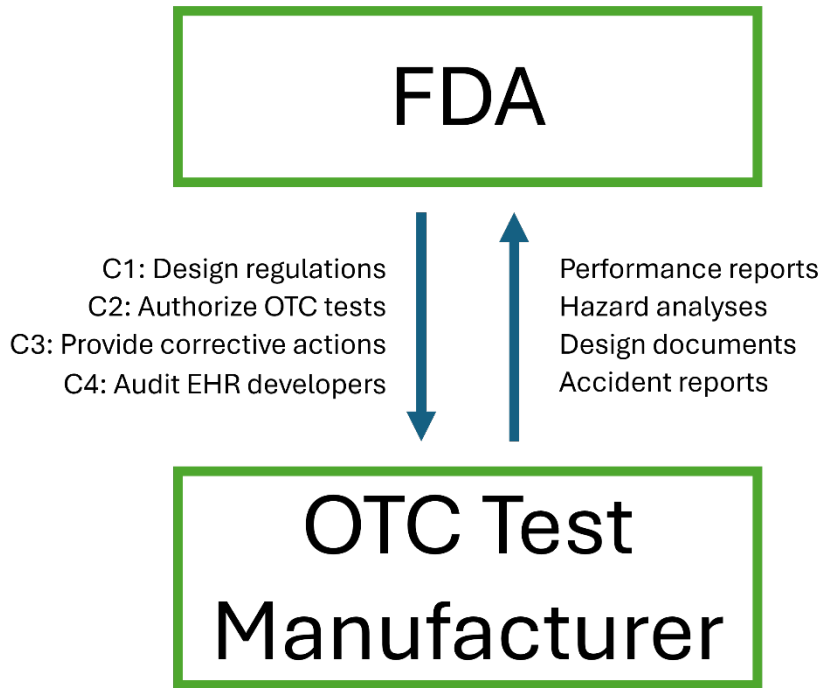 FDA
C1: Design regulations
C2: Authorize OTC tests
C3: Provide corrective actions
C4: Audit EHR developers
Performance reports
Hazard analyses
Design documents
Accident reports
OTC Test
Manufacturer